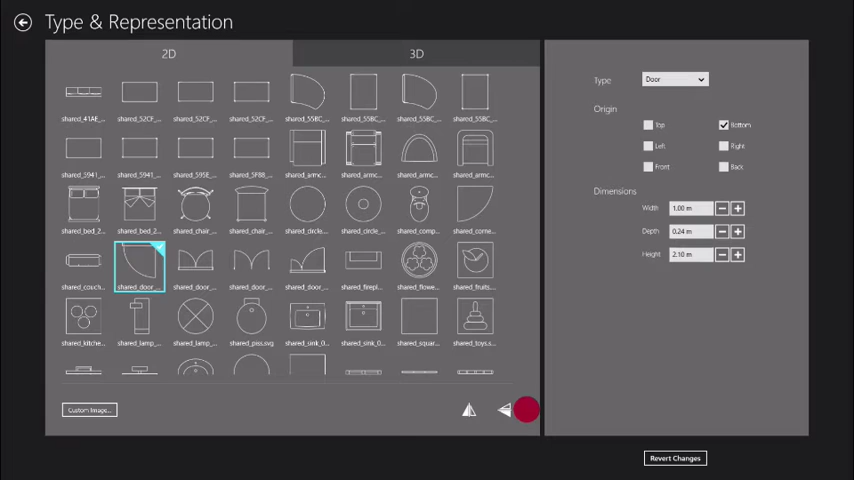 Type & Representation
2D
3D
shared_41AE_...
shared_52CF_...
shared_52CF_...
shared_52CF_...
shared_55BC_...
shared_55BC_...
shared_55BC_...
shared_55BC_...
shared_5941_...
shared_5941_...
shared_595E_...
shared_5F88_...
shared_armc...
shared_armc...
shared_armc...
shared_armc...
shared_bed_2...
shared_bed_2...
shared_chair_...
shared_chair_...
shared_circle...
shared_circle_...
shared_comp...
shared_corne...
shared_couch...
shared_door_...
shared_door_...
shared_door_...
shared_door_...
shared_firepl...
shared_flowe...
shared_fruits...
shared_kitche...
shared_lamp_...
shared_lamp_...
shared_piss.svg
shared_sink_0...
shared_sink_0...
shared_squar...
shared_toys.s...
Custom Image...
Type
Door
Origin
Top
Bottom
Left
Right
Front
Back
Dimensions
Width
1.00 m
Depth
0.24 m
Height
2.10 m
Revert Changes